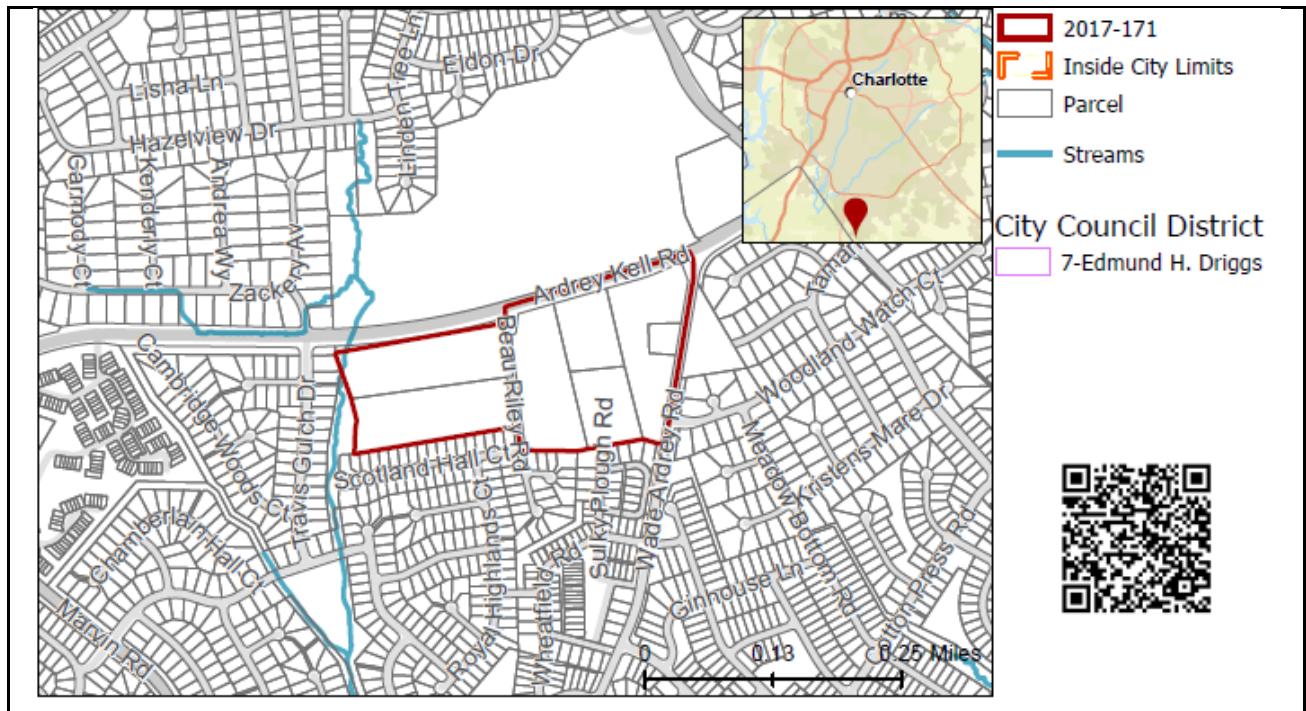 Lisha Ln
Hazelview Dr
Eldon Dr
Linden Tree Ln
Carmody Ct
Kenderly Ct
Andrea Wy
Zackery Av
Ardrey Kell Rd
Cambridge Woods Ct
Travis Gulch Dr
Beau Riley Rd
Scotland Hall Ct
Sulky Plough Rd
Wade Ardrey Rd
Woodland Watch Ct
Kristens Mare Dr
Meadow Bottom Rd
Chamberlain Hall Ct
Marvin Rd
Royal Highlands Ct
Wheatfield Rd
Ginnhouse Ln
Press Rd
0 0.13 0.25 Miles
Charlotte
2017-171
Inside City Limits
Parcel
Streams
City Council District
7-Edmund H. Driggs